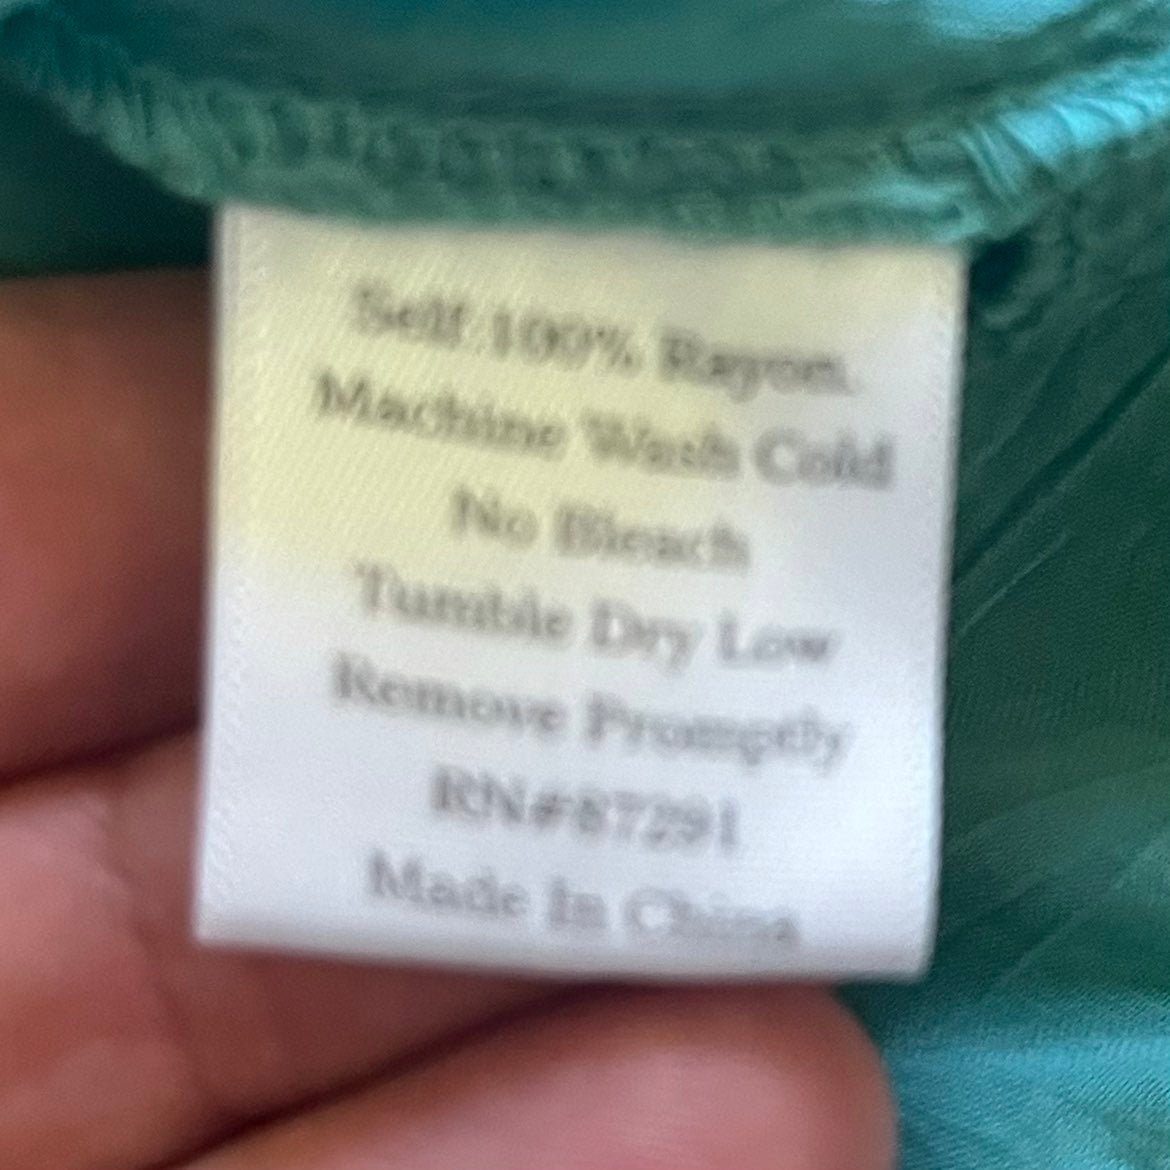 Self 100% Rayon.
Machine Wash Cold
No Bleach
Tumble Dry Low
Remove Promptly
RN#87291
Made In China